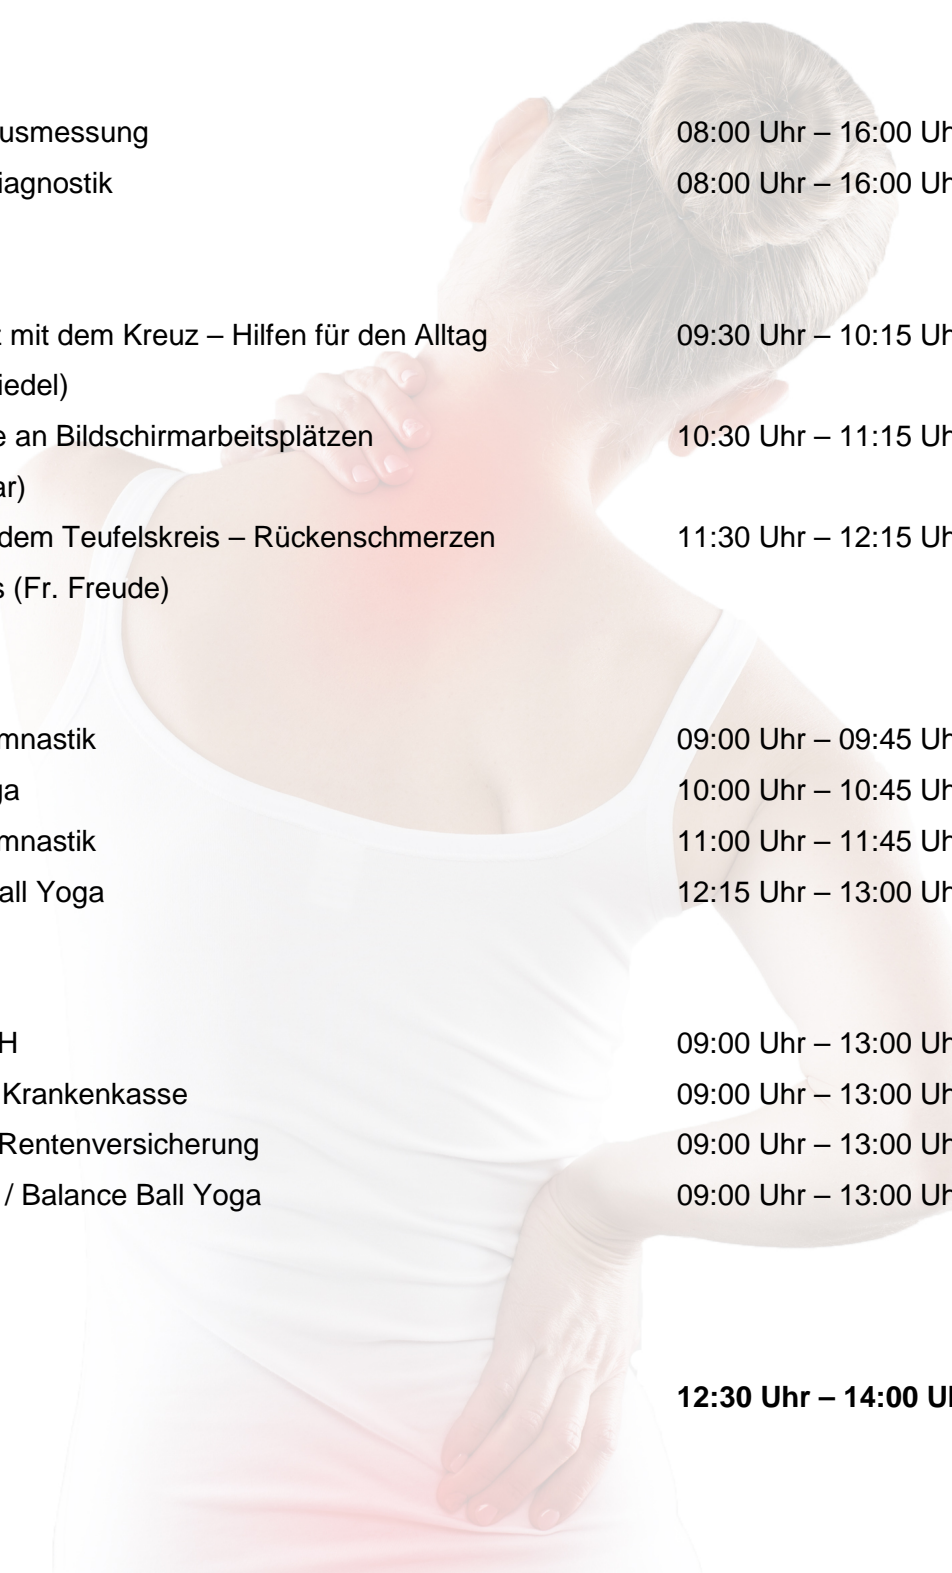 usmessung 08:00 Uhr – 16:00 Uh
iagnostik 08:00 Uhr – 16:00 Uh
t mit dem Kreuz – Hilfen für den Alltag 09:30 Uhr – 10:15 Uh
iedel)
e an Bildschirmarbeitsplätzen 10:30 Uhr – 11:15 Uh
ar)
dem Teufelskreis – Rückenschmerzen 11:30 Uhr – 12:15 Uh
s (Fr. Freude)
mnastik 09:00 Uhr – 09:45 Uh
ga 10:00 Uhr – 10:45 Uh
mnastik 11:00 Uhr – 11:45 Uh
all Yoga 12:15 Uhr – 13:00 Uh
H 09:00 Uhr – 13:00 Uh
Krankenkasse 09:00 Uhr – 13:00 Uh
Rentenversicherung 09:00 Uhr – 13:00 Uh
/ Balance Ball Yoga 09:00 Uhr – 13:00 Uh
12:30 Uhr – 14:00 U